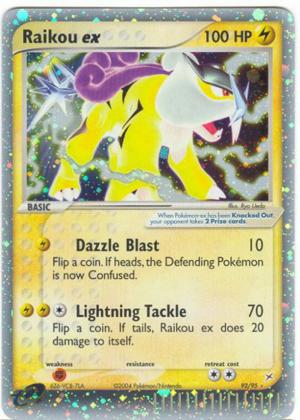 Raikou ex 100 HP
Illus. Ryo Ueda
BASIC
When Pokémon-ex has been Knocked Out,
your opponent takes 2 Prize cards.
Dazzle Blast 10
Flip a coin. If heads, the Defending Pokémon
is now Confused.
Lightning Tackle 70
Flip a coin. If tails, Raikou ex does 20
damage to itself.
weakness resistance retreat cost
626-VCB-7LA ©2004 Pokémon/Nintendo 92/95
e